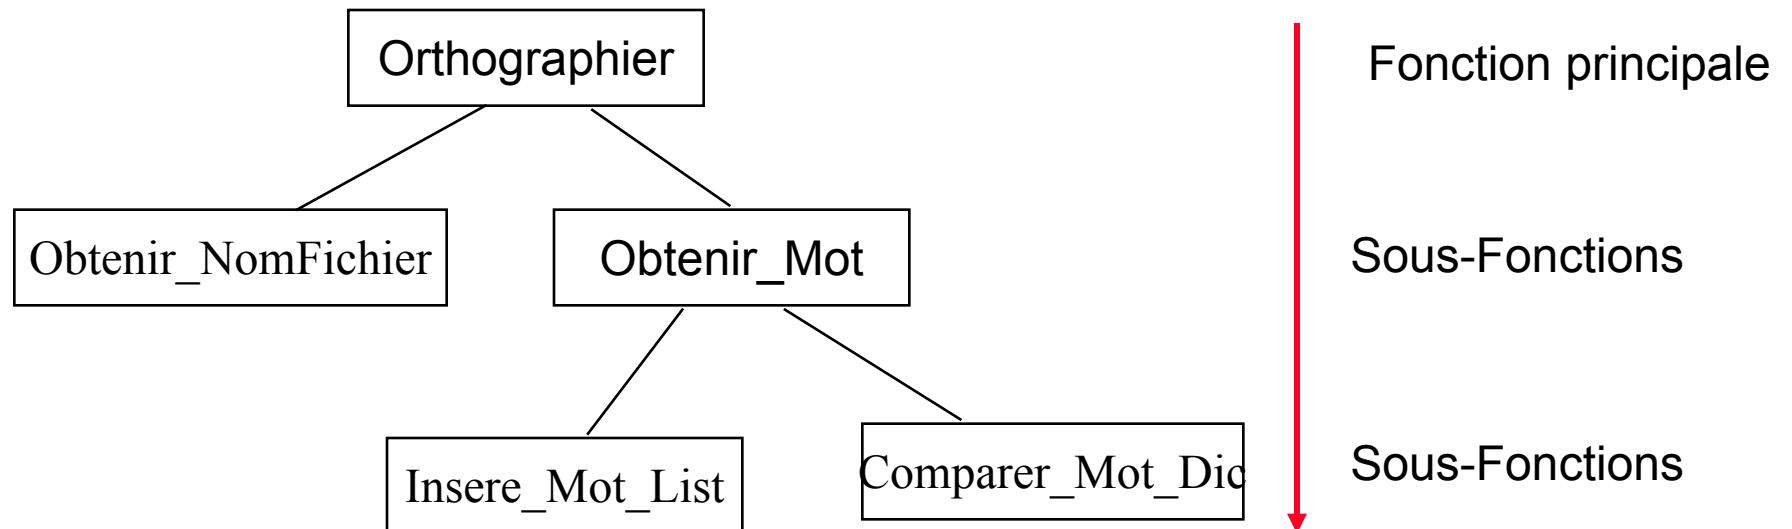 Orthographier
Fonction principale
Obtenir_NomFichier
Obtenir_Mot
Sous-Fonctions
Insere_Mot_List
Comparer_Mot_Dic
Sous-Fonctions